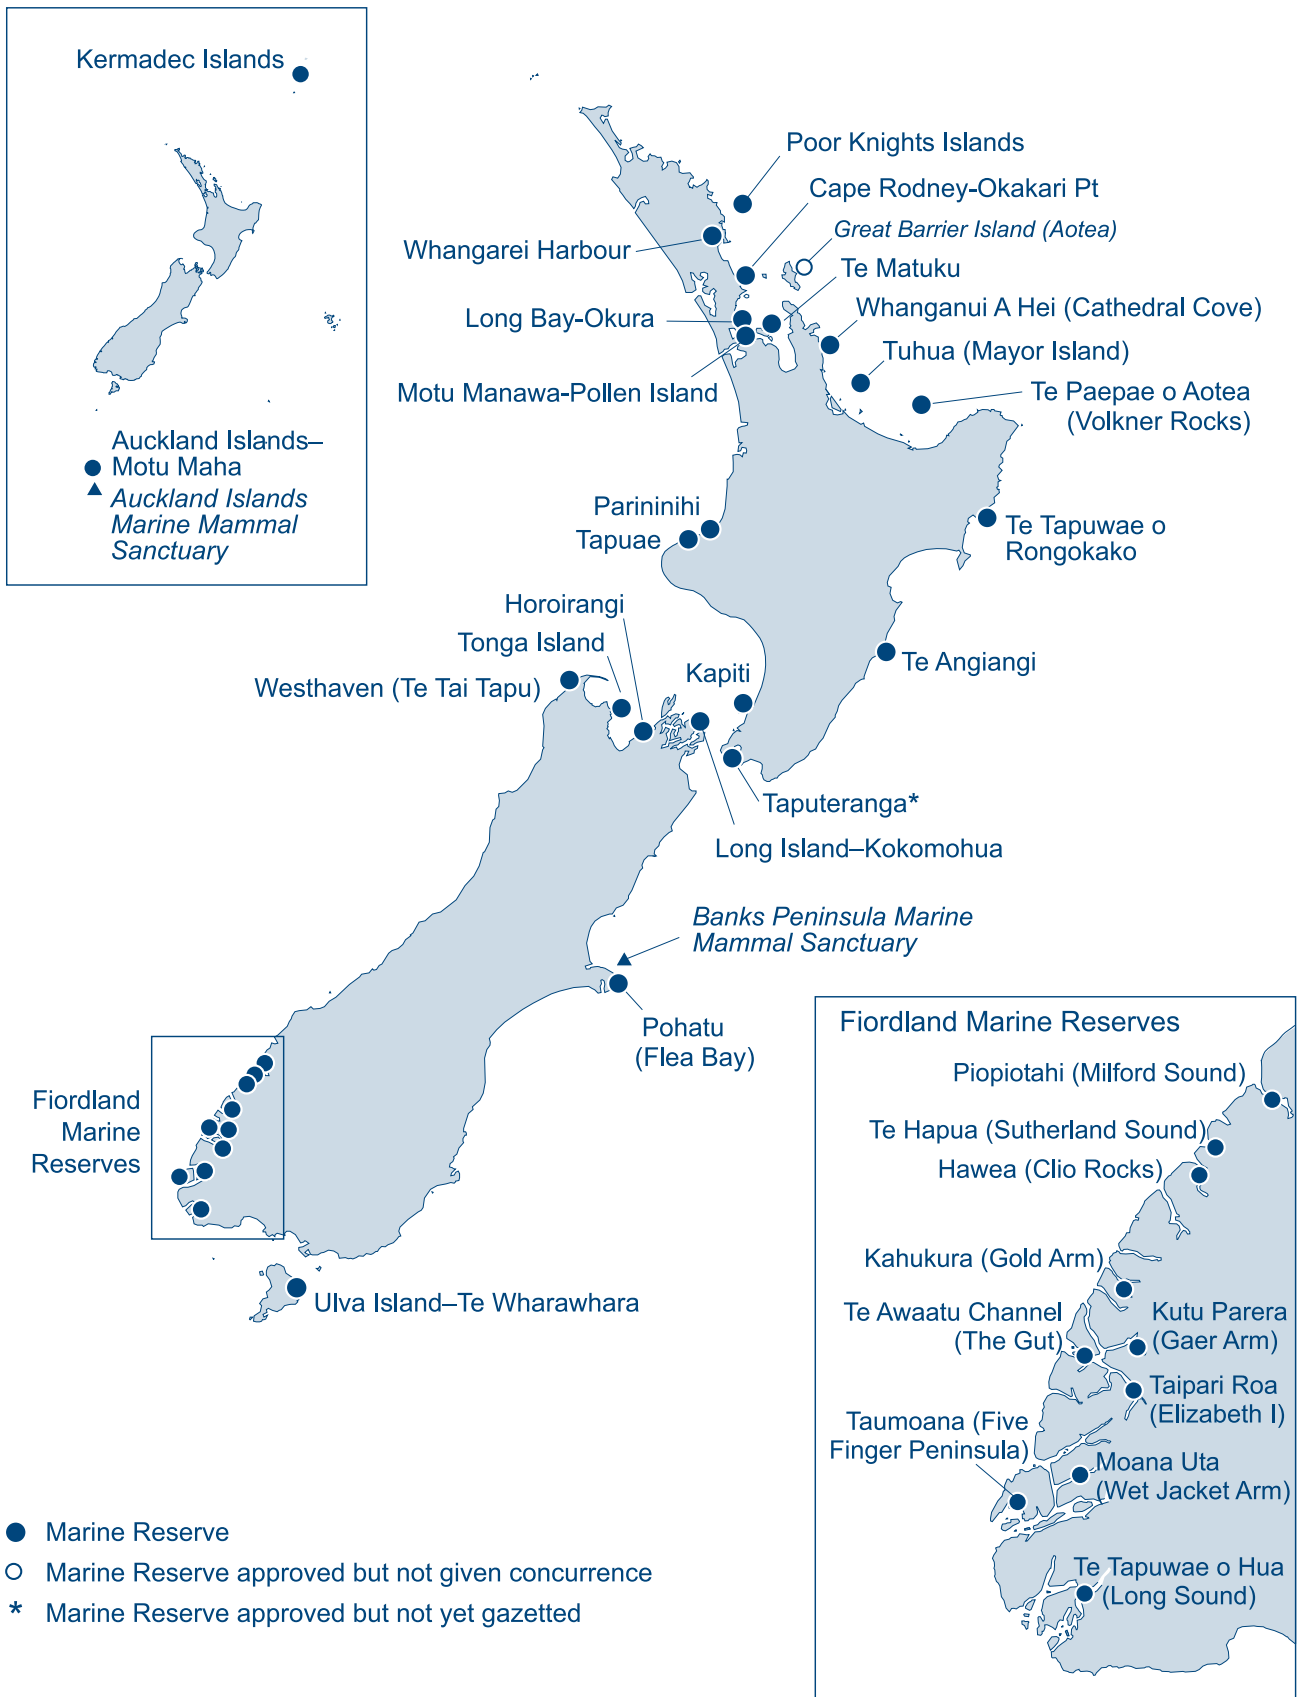 Kermadec Islands
Auckland Islands–
Motu Maha
Auckland Islands
Marine Mammal
Sanctuary
Poor Knights Islands
Cape Rodney-Okakari Pt
Great Barrier Island (Aotea)
Whangarei Harbour
Te Matuku
Whanganui A Hei (Cathedral Cove)
Long Bay-Okura
Tuhua (Mayor Island)
Motu Manawa-Pollen Island
Te Paepae o Aotea
(Volkner Rocks)
Parininihi
Tapuae
Te Tapuwae o
Rongokako
Horoirangi
Tonga Island
Westhaven (Te Tai Tapu)
Kapiti
Te Angiangi
Taputeranga*
Long Island–Kokomohua
Banks Peninsula Marine
Mammal Sanctuary
Pohatu
(Flea Bay)
Fiordland
Marine
Reserves
Ulva Island–Te Wharawhara
Fiordland Marine Reserves
Piopiotahi (Milford Sound)
Te Hapua (Sutherland Sound)
Hawea (Clio Rocks)
Kahukura (Gold Arm)
Te Awaatu Channel
(The Gut)
Kutu Parera
(Gaer Arm)
Taipari Roa
(Elizabeth I)
Taumoana (Five
Finger Peninsula)
Moana Uta
(Wet Jacket Arm)
Te Tapuwae o Hua
(Long Sound)
Marine Reserve
Marine Reserve approved but not given concurrence
* Marine Reserve approved but not yet gazetted